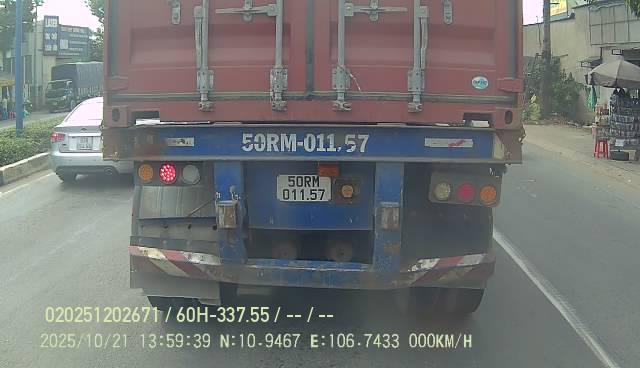 50RM-011.57
50RM
011.57
020251202671 / 60H-337.55 / -- / --
2025/10/21 13:59:39 N:10.9467 E:106.7433 000KM/H